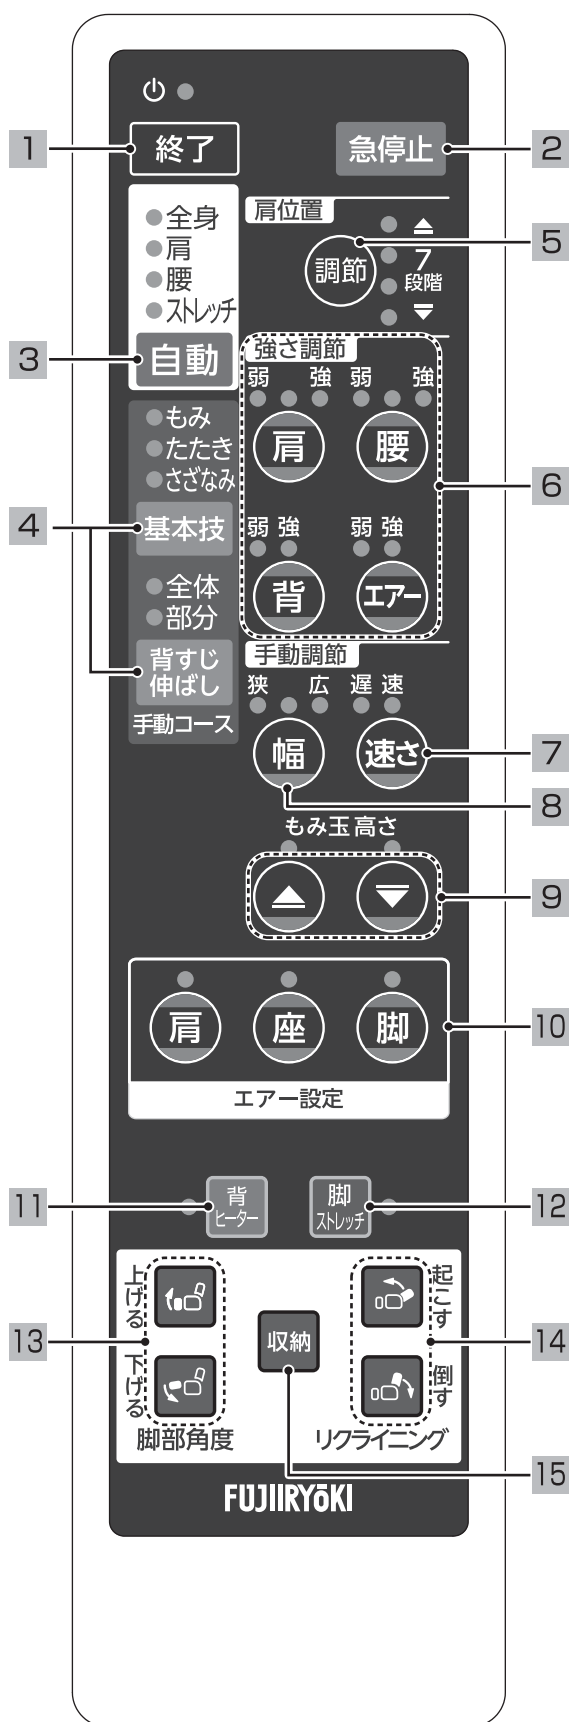 ⏻
1
終了
急停止
2
全身
肩
腰
ストレッチ
3
自動
肩位置
調節
7
段階
5
もみ
たたき
さざなみ
4
基本技
全体
部分
背すじ
伸ばし
手動コース
強さ調節
弱 強 弱 強
肩
腰
弱 強 弱 強
背
エアー
6
手動調節
狭 広 遅 速
幅
速さ
7
8
もみ玉高さ
9
肩
座
脚
10
エアー設定
11
背
ヒーター
脚
ストレッチ
12
上げる
下げる
13
脚部角度
収納
起こす
倒す
14
リクライニング
15
FUJIIRYōKI